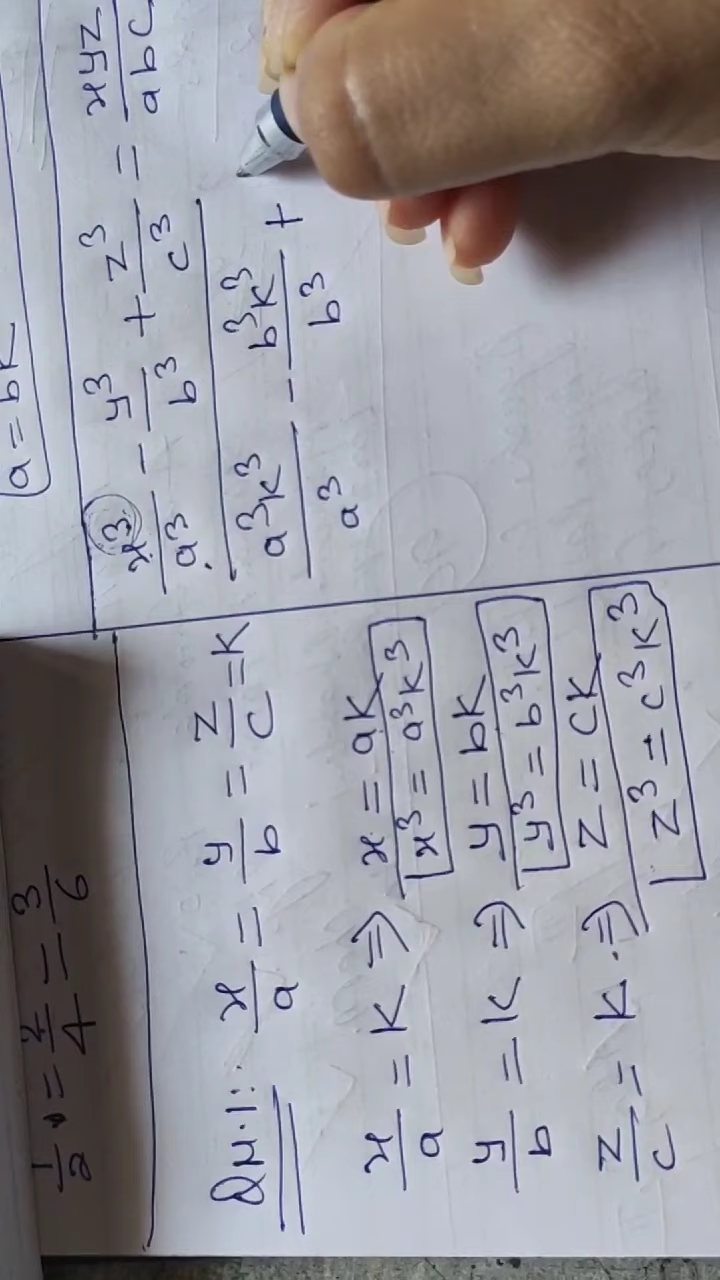 1/2 = 2/4 = 3/6
Qu.1: x/a = y/b = z/c = K
x/a = K ⇒ x = aK
x³ = a³K³
y/b = K ⇒ y = bK
y³ = b³K³
z/c = K ⇒ z = cK
z³ = c³K³
a = bK
x³/a³ - y³/b³ + z³/c³ = xyz/abc
a³K³/a³ - b³K³/b³ +